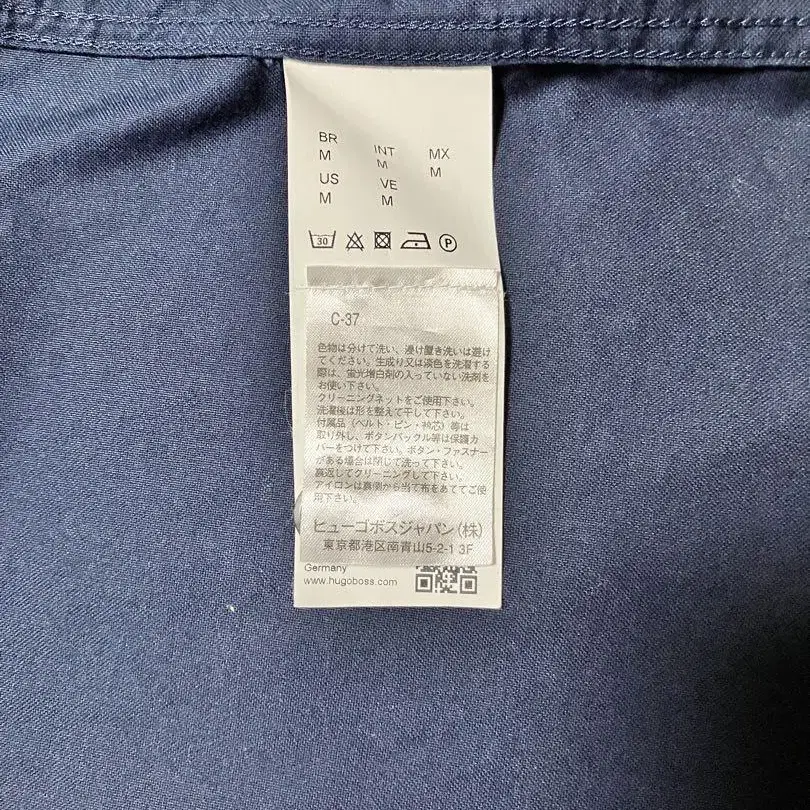 BR INT MX
M M M
US VE
M M
30 P
C-37
色物は分けて洗い、浸け置き洗いは避け
てください。生成り又は淡色を洗濯する
際は、蛍光増白剤の入っていない洗剤を
お使い下さい。
クリーニングネットをご使用下さい。
洗濯後は形を整えて干して下さい。
付属品（ベルト・ピン・衿芯）等は
取り外し、ボタンバックル等は保護カ
バーをつけて下さい。ボタン・ファスナー
がある場合は閉じて洗って下さい。
裏返してクリーニングして下さい。
アイロンは裏側から当て布をあててご使
用下さい。
ヒューゴボスジャパン（株）
東京都港区南青山5-2-1 3F
Germany
www.hugoboss.com